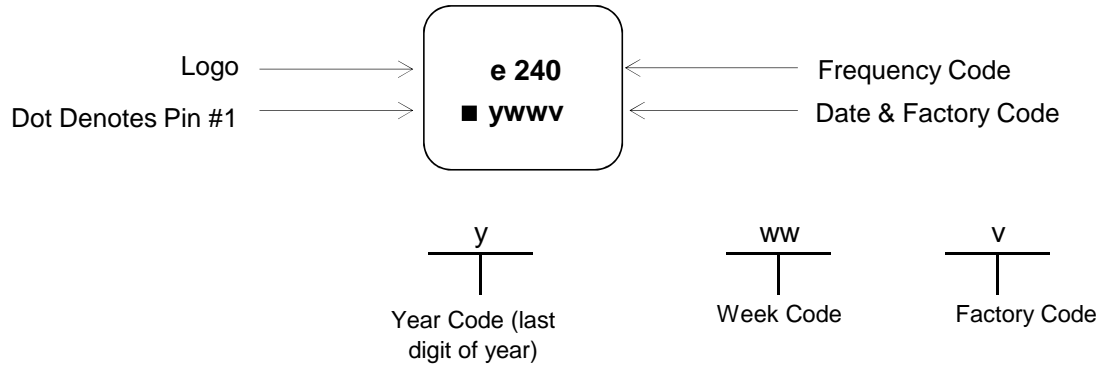 Logo
e 240
Frequency Code
Dot Denotes Pin #1
■ ywwv
Date & Factory Code
y
ww
v
Year Code (last
digit of year)
Week Code
Factory Code